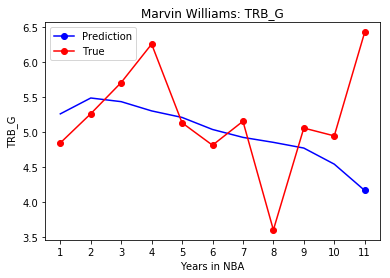 Marvin Williams: TRB_G
Prediction
True
6.5
6.0
5.5
5.0
4.5
4.0
3.5
TRB_G
1 2 3 4 5 6 7 8 9 10 11
Years in NBA